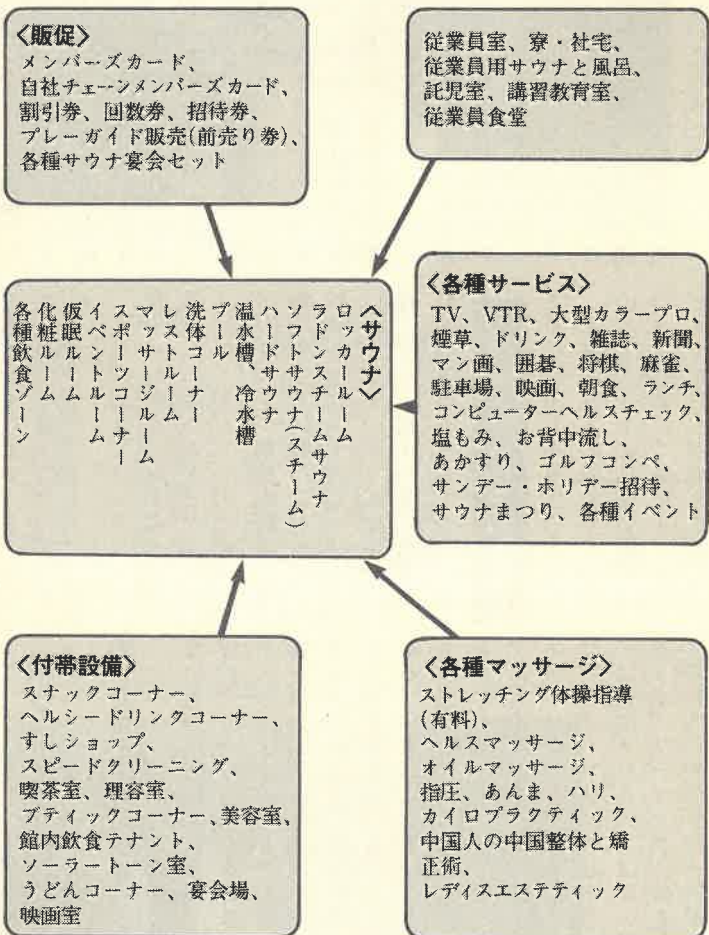 〈販促〉
メンバーズカード、
自社チェーンメンバーズカード、
割引券、回数券、招待券、
プレーガイド販売(前売り券)、
各種サウナ宴会セット
従業員室、寮・社宅、
従業員用サウナと風呂、
託児室、講習教育室、
従業員食堂
〈サウナ〉
ロッカールーム
ラドンスチームサウナ
ソフトサウナ(スチーム)
ハードサウナ
温水槽、冷水槽
プール
洗体コーナー
レストルーム
マッサージルーム
スポーツコーナー
イベントルーム
仮眠ルーム
化粧ルーム
各種飲食ゾーン
〈各種サービス〉
TV、VTR、大型カラープロ、
煙草、ドリンク、雑誌、新聞、
マン画、囲碁、将棋、麻雀、
駐車場、映画、朝食、ランチ、
コンピューターヘルスチェック、
塩もみ、お背中流し、
あかすり、ゴルフコンペ、
サンデー・ホリデー招待、
サウナまつり、各種イベント
〈付帯設備〉
スナックコーナー、
ヘルシードリンクコーナー、
すしショップ、
スピードクリーニング、
喫茶室、理容室、
ブティックコーナー、美容室、
館内飲食テナント、
ソーラートーン室、
うどんコーナー、宴会場、
映画室
〈各種マッサージ〉
ストレッチング体操指導
(有料)、
ヘルスマッサージ、
オイルマッサージ、
指圧、あんま、ハリ、
カイロプラクティック、
中国人の中国整体と矯
正術、
レディスエステティック